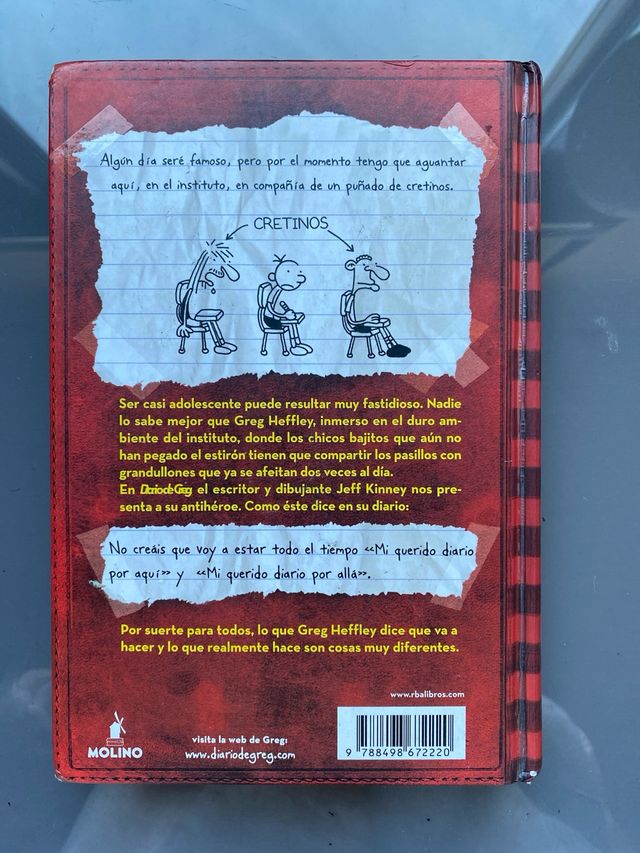 Algún día seré famoso, pero por el momento tengo que aguantar
aquí, en el instituto, en compañía de un puñado de cretinos.
CRETINOS
Ser casi adolescente puede resultar muy fastidioso. Nadie
lo sabe mejor que Greg Heffley, inmerso en el duro am-
biente del instituto, donde los chicos bajitos que aún no
han pegado el estirón tienen que compartir los pasillos con
grandullones que ya se afeitan dos veces al día.
En Diario de Greg, el escritor y dibujante Jeff Kinney nos pre-
senta a su antihéroe. Como éste dice en su diario:
No creáis que voy a estar todo el tiempo «Mi querido diario
por aquí» y «Mi querido diario por allá».
Por suerte para todos, lo que Greg Heffley dice que va a
hacer y lo que realmente hace son cosas muy diferentes.
www.rbalibros.com
MOLINO
visita la web de Greg:
www.diariodegreg.com
9 788498 672220